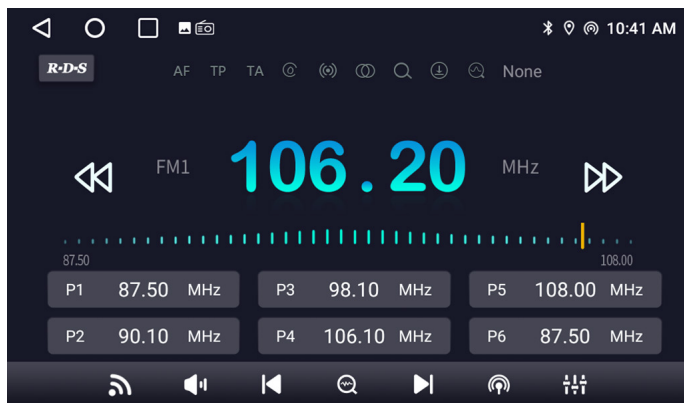 10:41 AM
R•D•S AF TP TA None
FM1 106.20 MHz
87.50 108.00
P1 87.50 MHz P3 98.10 MHz P5 108.00 MHz
P2 90.10 MHz P4 106.10 MHz P6 87.50 MHz